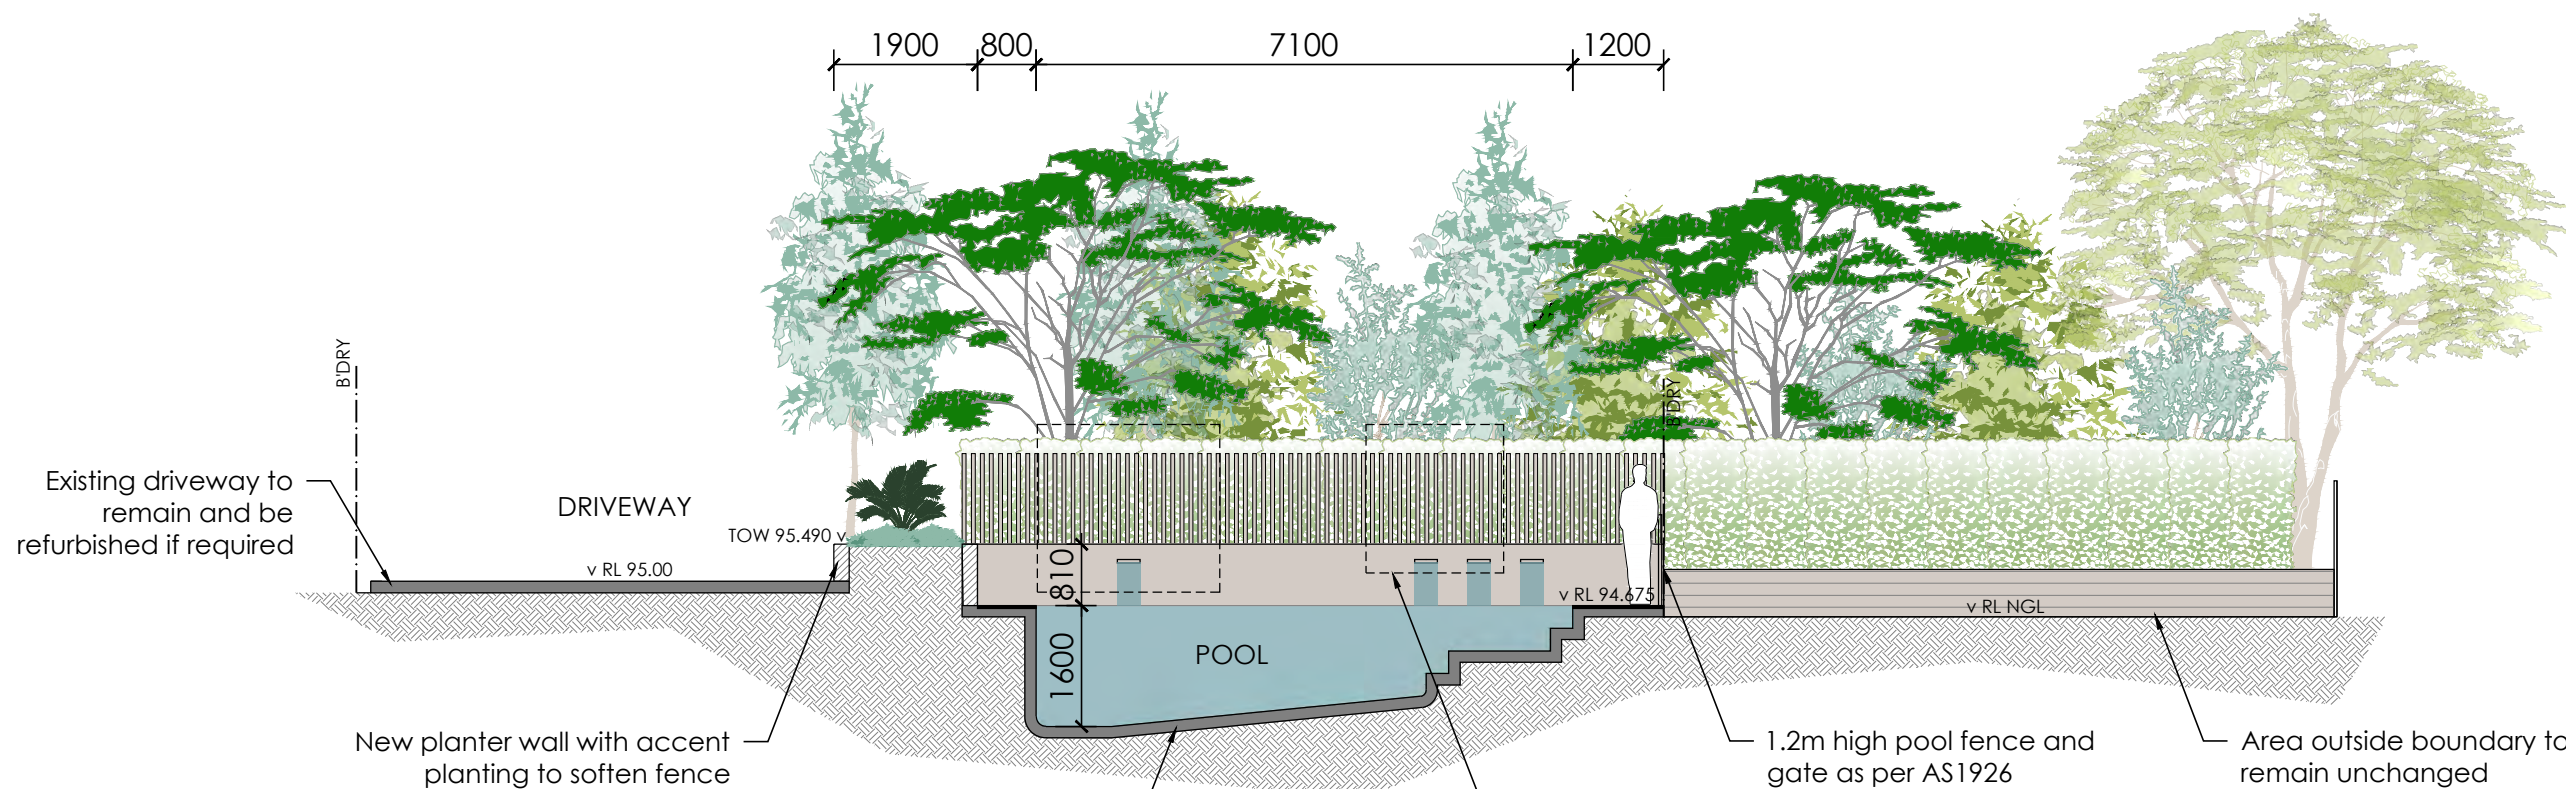 1900 800 7100 1200
B'DRY
B'DRY
Existing driveway to
remain and be
refurbished if required
DRIVEWAY
TOW 95.490 v
v RL 95.00
810
v RL 94.675
v RL NGL
POOL
1600
New planter wall with accent
planting to soften fence
1.2m high pool fence and
gate as per AS1926
Area outside boundary to
remain unchanged